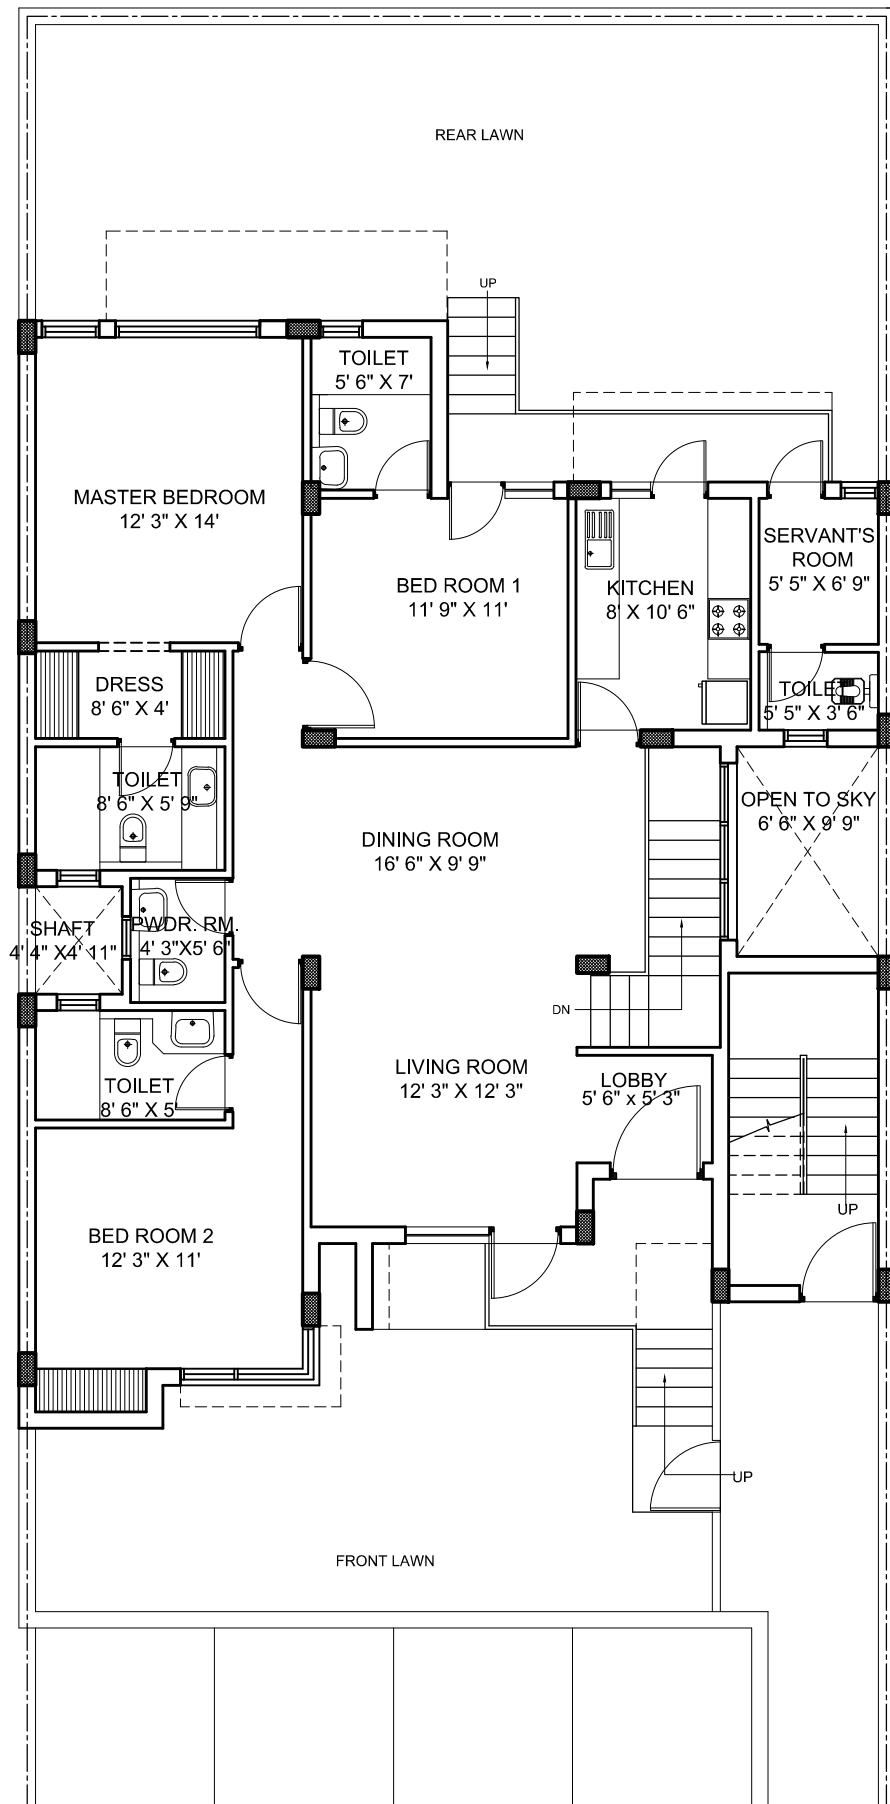 REAR LAWN
UP
TOILET
5' 6" X 7'
MASTER BEDROOM
12' 3" X 14'
BED ROOM 1
11' 9" X 11'
KITCHEN
8' X 10' 6"
SERVANT'S
ROOM
5' 5" X 6' 9"
DRESS
8' 6" X 4'
TOILET
5' 5" X 3' 6"
TOILET
8' 6" X 5' 9"
DINING ROOM
16' 6" X 9' 9"
OPEN TO SKY
6' 6" X 9' 9"
SHAFT
4' 4" X4' 11"
PWDR. RM.
4' 3"X5' 6"
DN
LIVING ROOM
12' 3" X 12' 3"
LOBBY
5' 6" x 5' 3"
TOILET
8' 6" X 5'
UP
BED ROOM 2
12' 3" X 11'
UP
FRONT LAWN